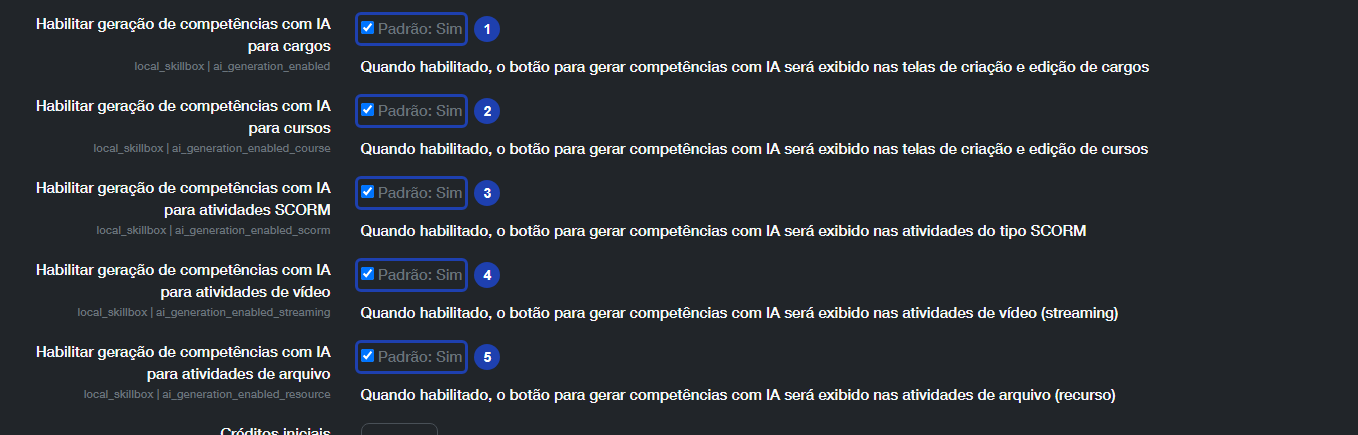 Habilitar geração de competências com IA
para cargos
local_skillbox | ai_generation_enabled
Padrão: Sim
1
Quando habilitado, o botão para gerar competências com IA será exibido nas telas de criação e edição de cargos
Habilitar geração de competências com IA
para cursos
local_skillbox | ai_generation_enabled_course
Padrão: Sim
2
Quando habilitado, o botão para gerar competências com IA será exibido nas telas de criação e edição de cursos
Habilitar geração de competências com IA
para atividades SCORM
local_skillbox | ai_generation_enabled_scorm
Padrão: Sim
3
Quando habilitado, o botão para gerar competências com IA será exibido nas atividades do tipo SCORM
Habilitar geração de competências com IA
para atividades de vídeo
local_skillbox | ai_generation_enabled_streaming
Padrão: Sim
4
Quando habilitado, o botão para gerar competências com IA será exibido nas atividades de vídeo (streaming)
Habilitar geração de competências com IA
para atividades de arquivo
local_skillbox | ai_generation_enabled_resource
Padrão: Sim
5
Quando habilitado, o botão para gerar competências com IA será exibido nas atividades de arquivo (recurso)
Créditos iniciais